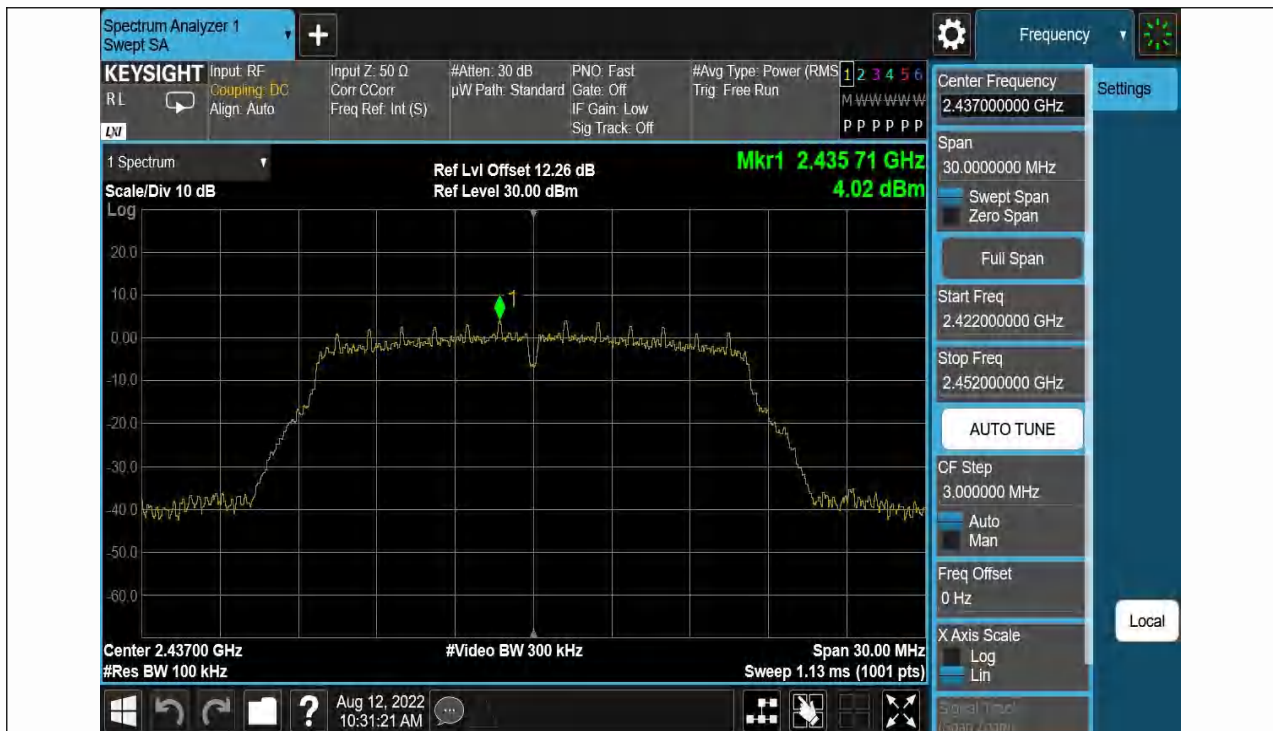 Spectrum Analyzer 1
Swept SA
Frequency
KEYSIGHT
R L
LXI
Input: RF
Coupling: DC
Align: Auto
Input Z: 50 Ω
Corr CCorr
Freq Ref: Int (S)
#Atten: 30 dB
µW Path: Standard
PNO: Fast
Gate: Off
IF Gain: Low
Sig Track: Off
#Avg Type: Power (RMS
Trig: Free Run
1 2 3 4 5 6
M W W W W W
P P P P P P
1 Spectrum
Scale/Div 10 dB
Log
Ref Lvl Offset 12.26 dB
Ref Level 30.00 dBm
Mkr1 2.435 71 GHz
4.02 dBm
1
20.0
10.0
0.00
-10.0
-20.0
-30.0
-40.0
-50.0
-60.0
Center 2.43700 GHz
#Res BW 100 kHz
#Video BW 300 kHz
Span 30.00 MHz
Sweep 1.13 ms (1001 pts)
Center Frequency
2.437000000 GHz
Settings
Span
30.0000000 MHz
Swept Span
Zero Span
Full Span
Start Freq
2.422000000 GHz
Stop Freq
2.452000000 GHz
AUTO TUNE
CF Step
3.000000 MHz
Auto
Man
Freq Offset
0 Hz
X Axis Scale
Log
Lin
Local
?
Aug 12, 2022
10:31:21 AM